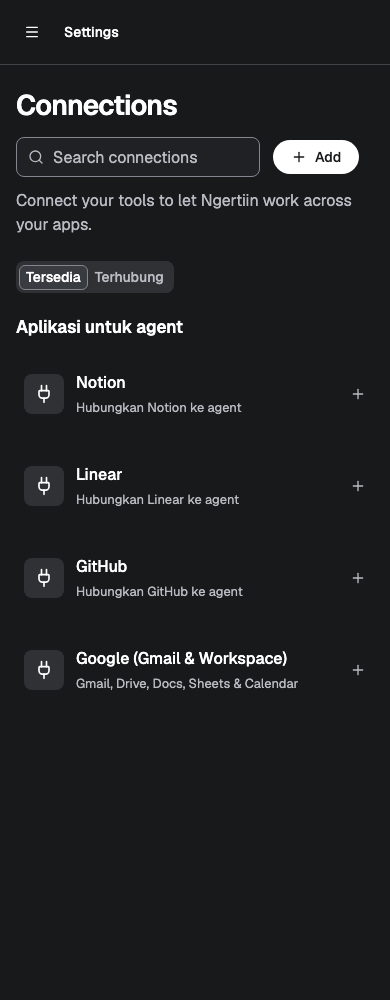 Settings
Connections
Search connections
Add
Connect your tools to let Ngertiin work across
your apps.
Tersedia
Terhubung
Aplikasi untuk agent
Notion
Hubungkan Notion ke agent
Linear
Hubungkan Linear ke agent
GitHub
Hubungkan GitHub ke agent
Google (Gmail & Workspace)
Gmail, Drive, Docs, Sheets & Calendar